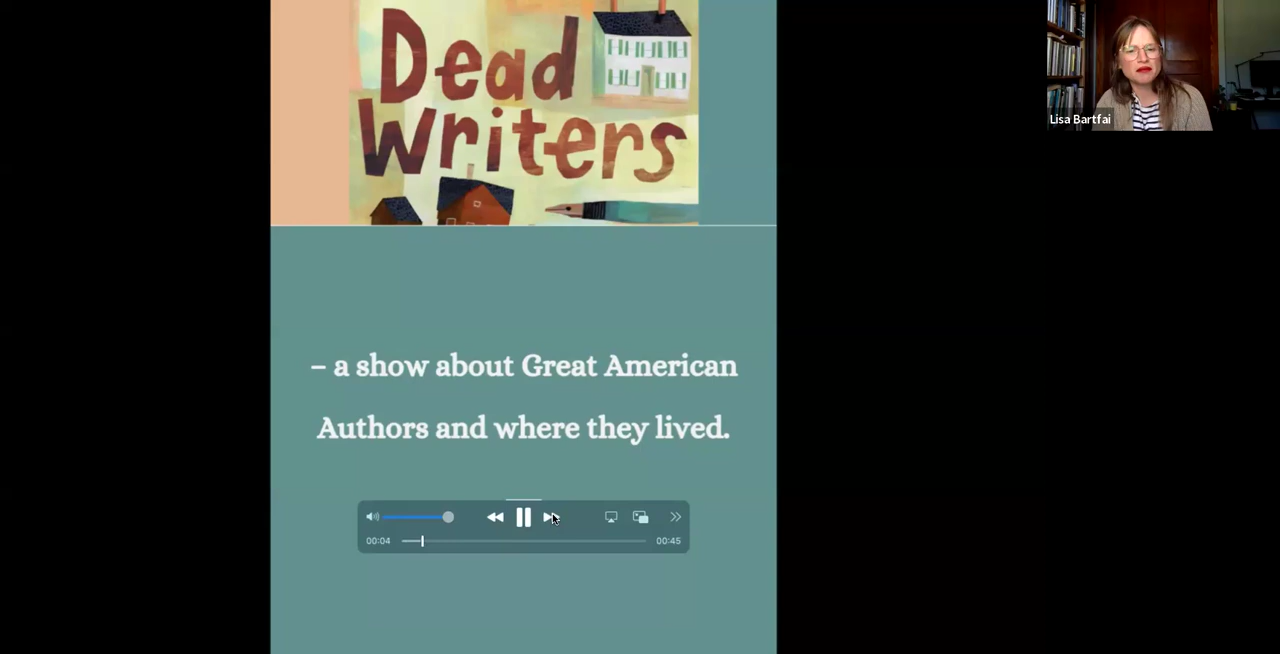 Dead
Writers
Lisa Bartfai
– a show about Great American
Authors and where they lived.
00:04
00:45